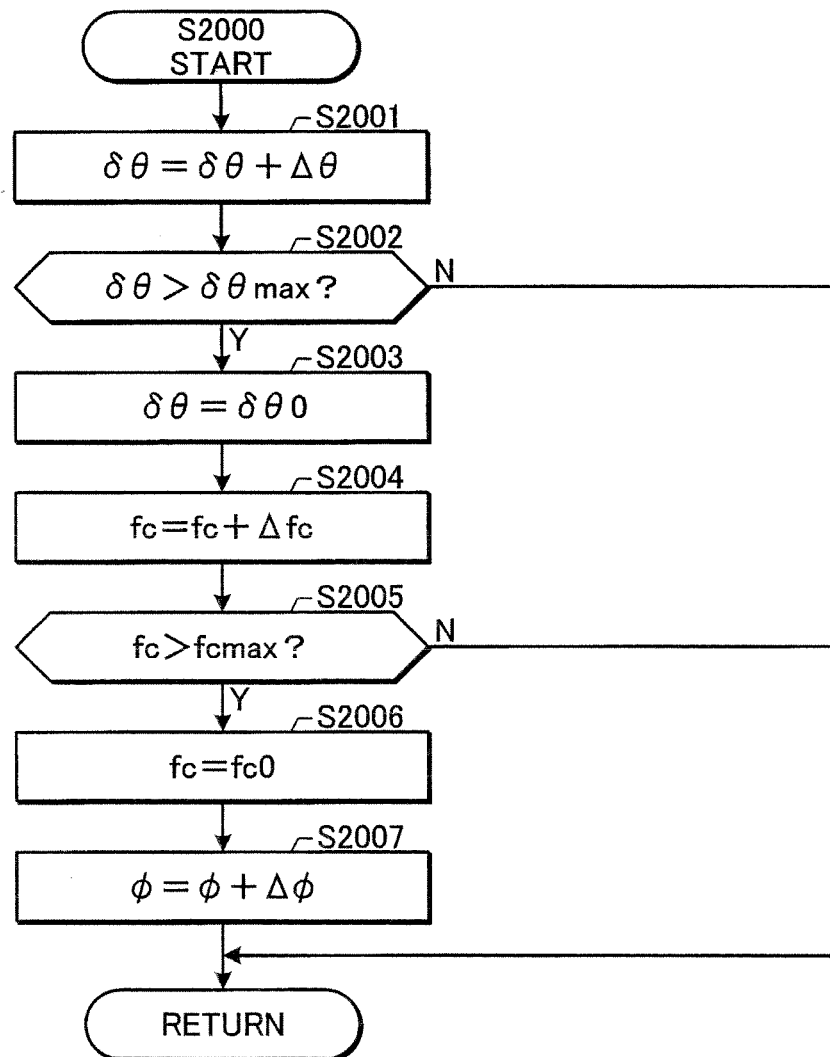 S2000
START
S2001
δθ=δθ+Δθ
S2002
δθ>δθmax?
N
Y
S2003
δθ=δθ0
S2004
fc=fc+Δfc
S2005
fc>fcmax?
N
Y
S2006
fc=fc0
S2007
φ=φ+Δφ
RETURN